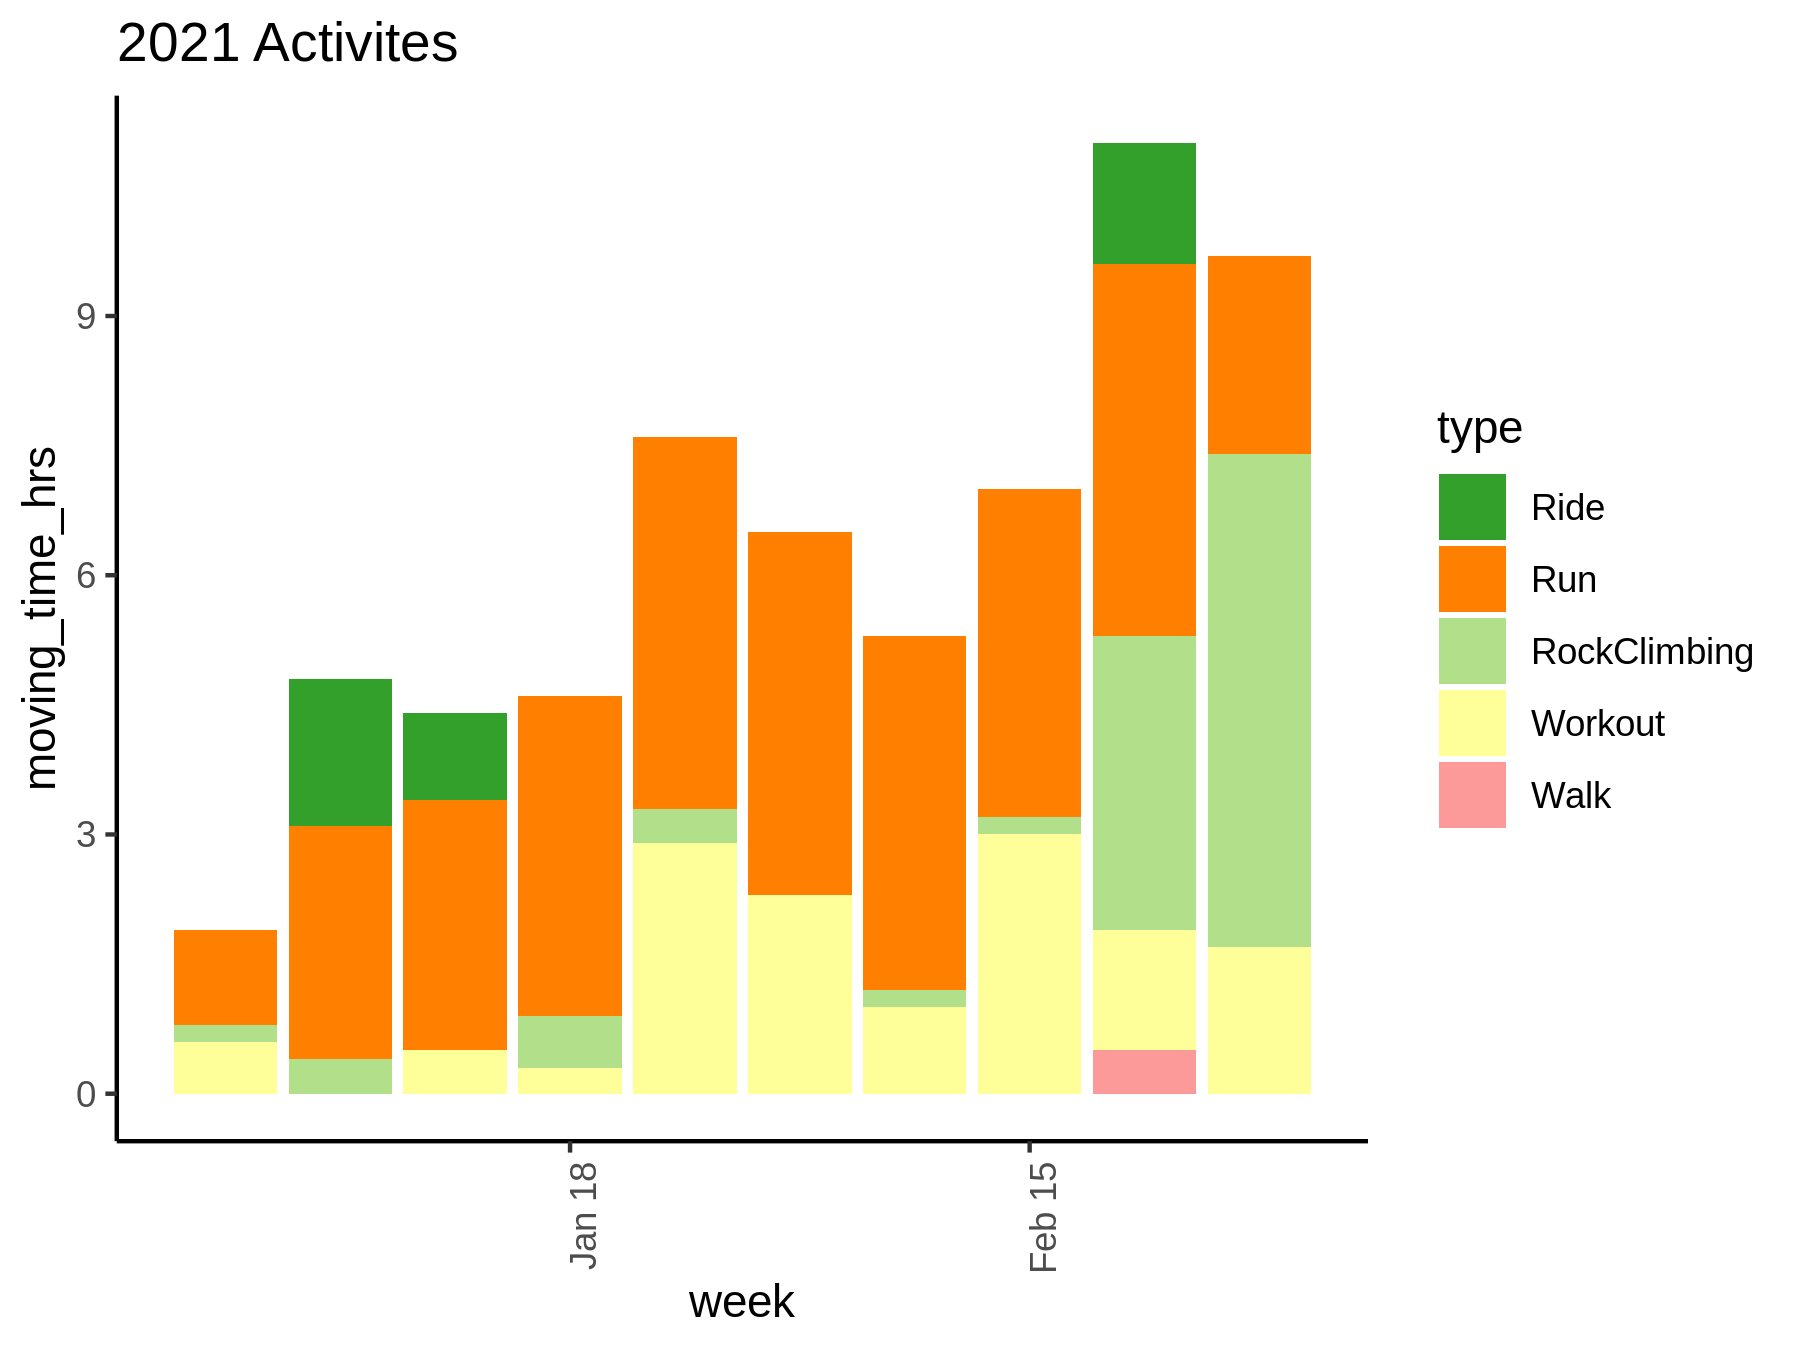 2021 Activites
moving_time_hrs
9
6
3
0
Jan 18
Feb 15
week
type
Ride
Run
RockClimbing
Workout
Walk